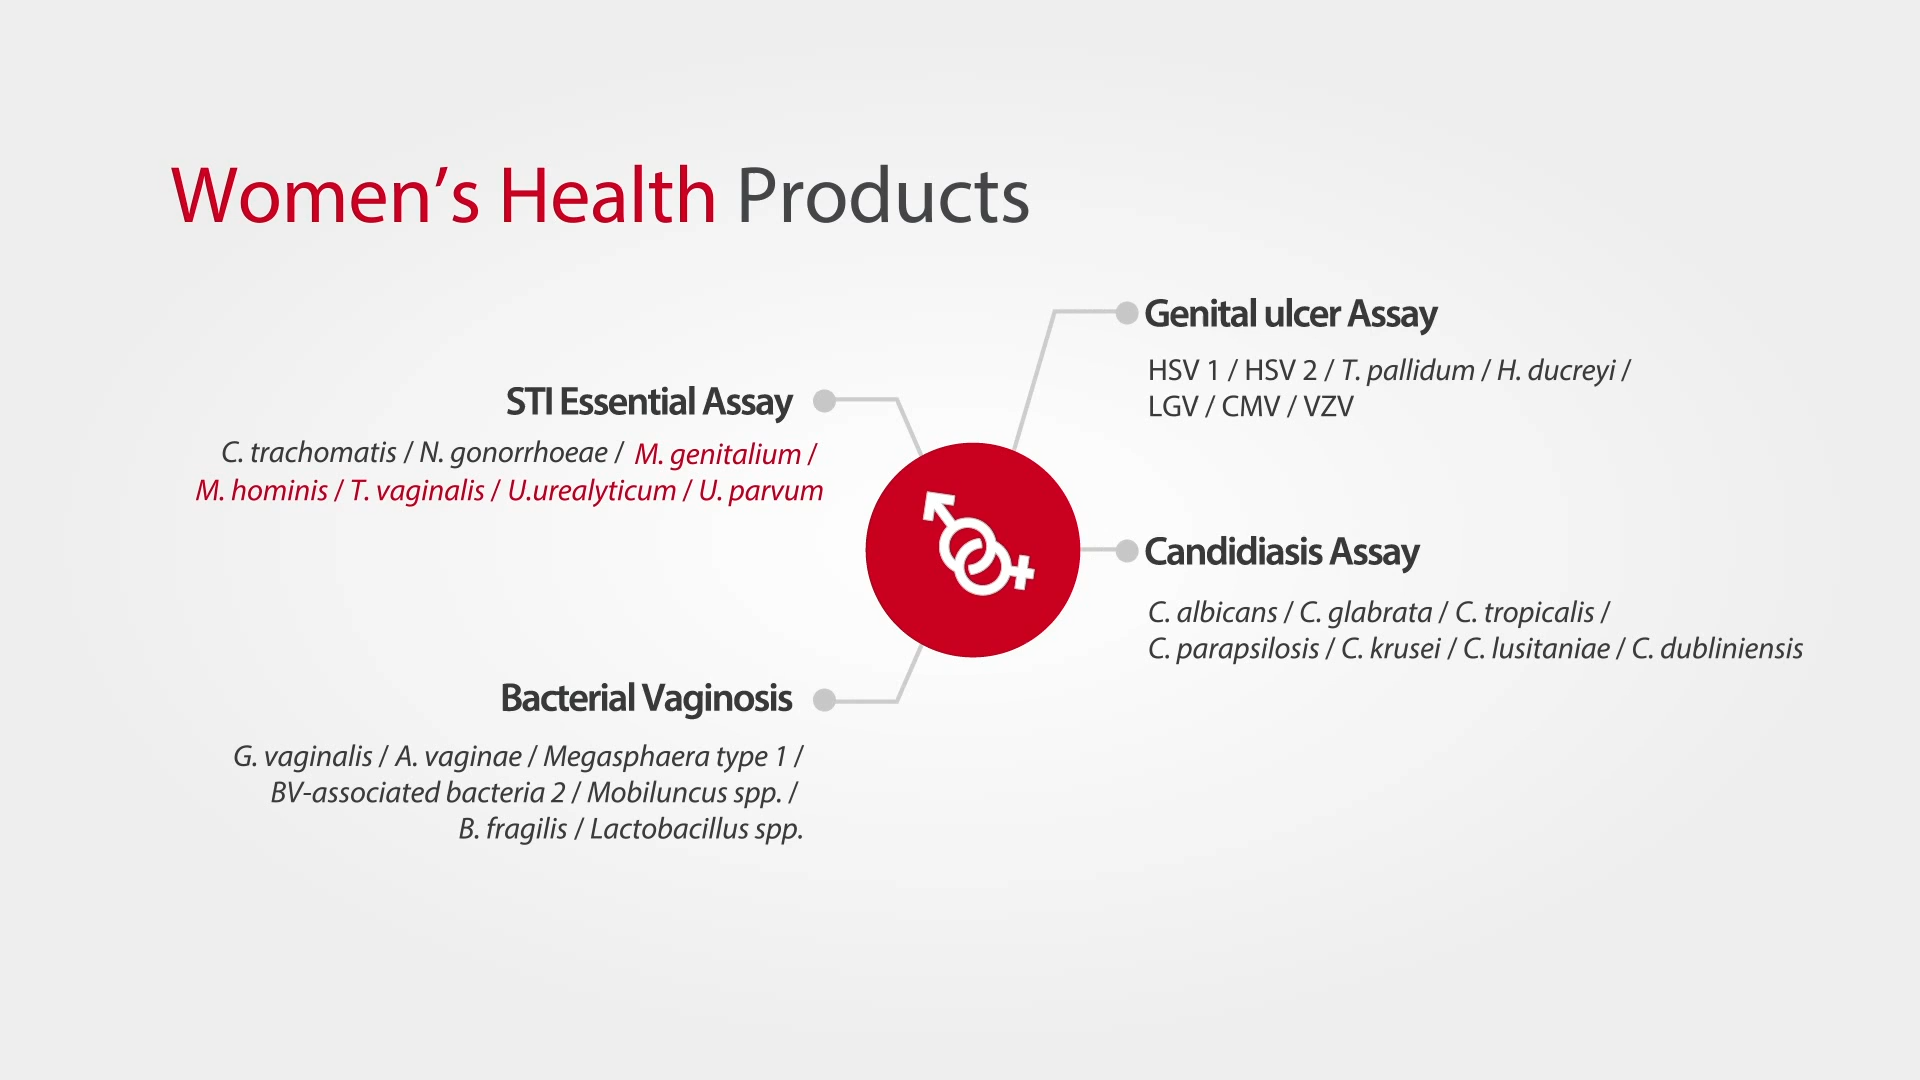 Women’s Health Products
STI Essential Assay
C. trachomatis / N. gonorrhoeae / M. genitalium /
M. hominis / T. vaginalis / U.urealyticum / U. parvum
Bacterial Vaginosis
G. vaginalis / A. vaginae / Megasphaera type 1 /
BV-associated bacteria 2 / Mobiluncus spp. /
B. fragilis / Lactobacillus spp.
Genital ulcer Assay
HSV 1 / HSV 2 / T. pallidum / H. ducreyi /
LGV / CMV / VZV
Candidiasis Assay
C. albicans / C. glabrata / C. tropicalis /
C. parapsilosis / C. krusei / C. lusitaniae / C. dubliniensis